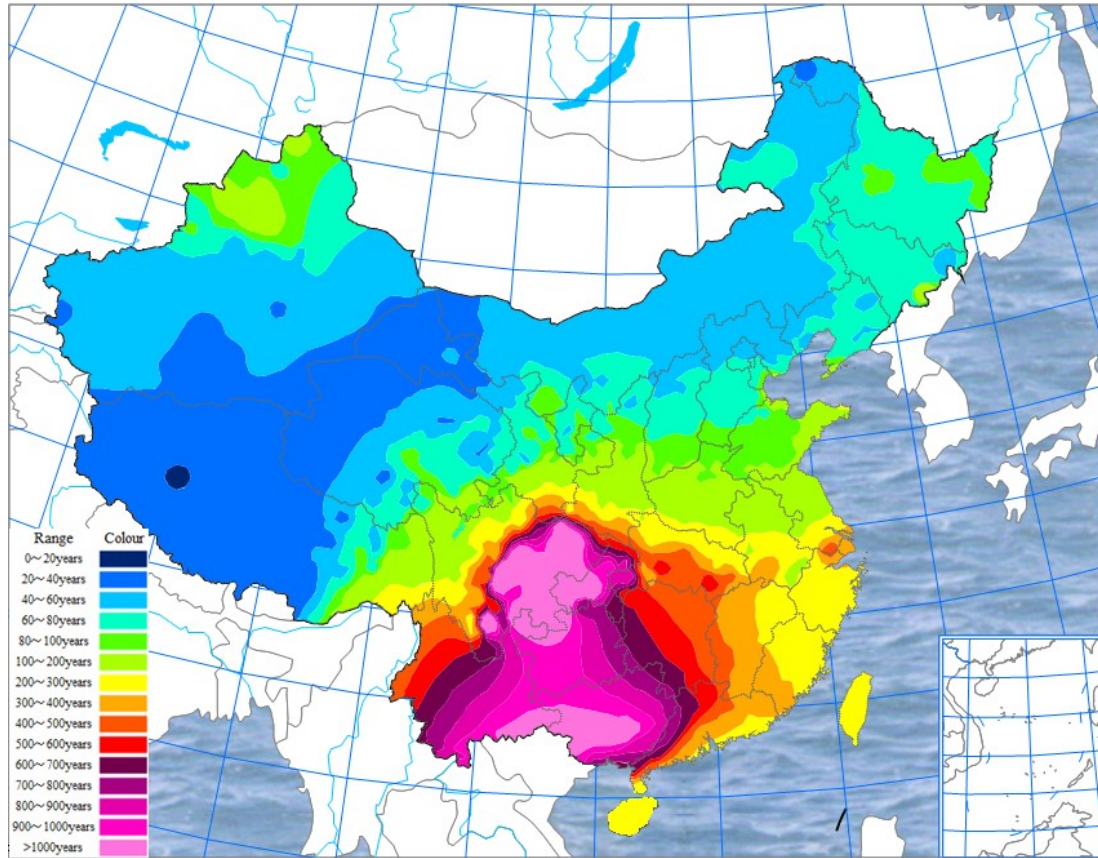 Range Colour
0～20years
20～40years
40～60years
60～80years
80～100years
100～200years
200～300years
300～400years
400～500years
500～600years
600～700years
700～800years
800～900years
900～1000years
>1000years